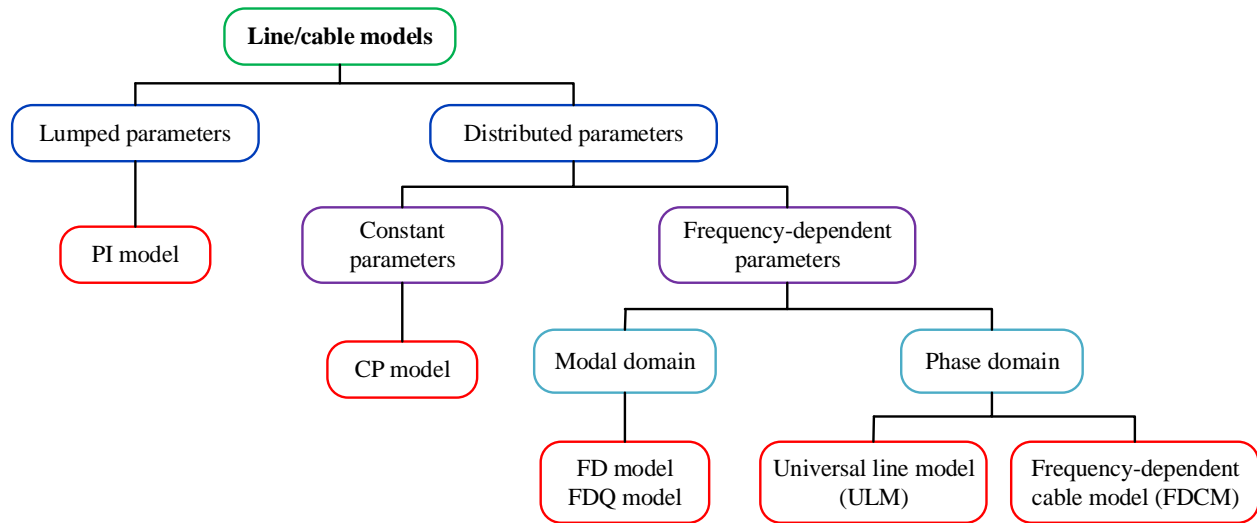 Line/cable models
Lumped parameters
Distributed parameters
PI model
Constant
parameters
Frequency-dependent
parameters
CP model
Modal domain
Phase domain
FD model
FDQ model
Universal line model
(ULM)
Frequency-dependent
cable model (FDCM)